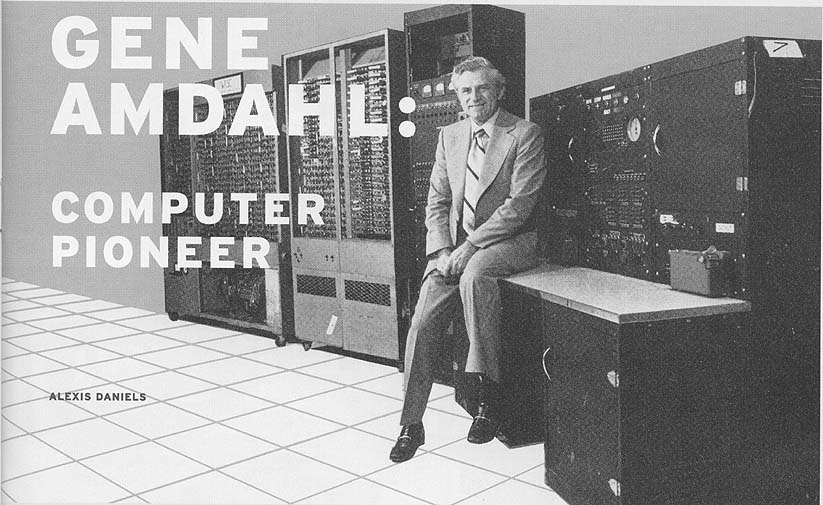 GENE
AMDAHL:
COMPUTER
PIONEER
ALEXIS DANIELS